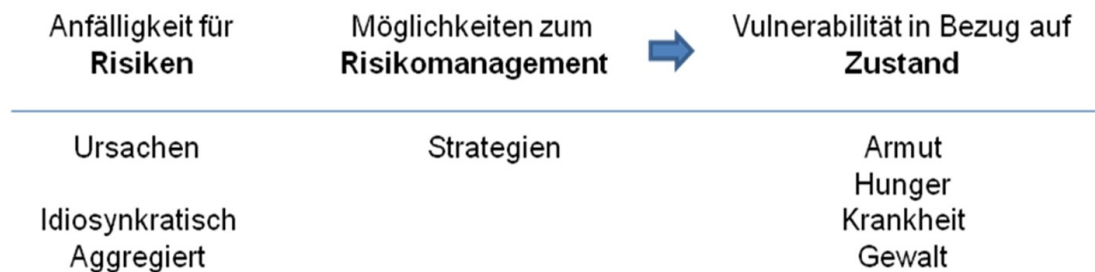 Anfälligkeit für
Risiken
Möglichkeiten zum
Risikomanagement
Vulnerabilität in Bezug auf
Zustand
Ursachen
Idiosynkratisch
Aggregiert
Strategien
Armut
Hunger
Krankheit
Gewalt